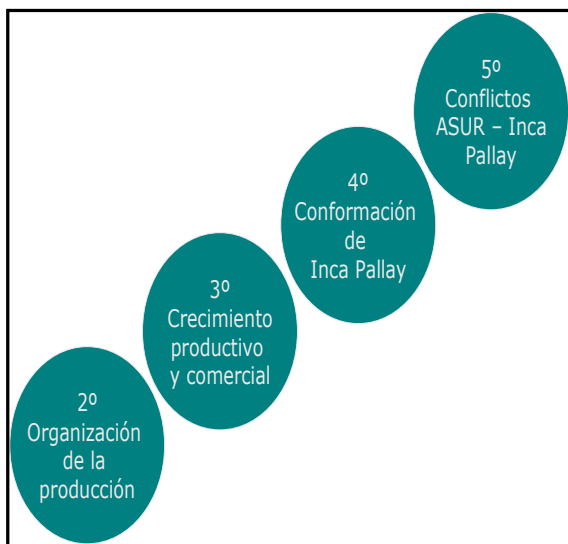 5º
Conflictos
ASUR – Inca
Pallay
4º
Conformación
de
Inca Pallay
3º
Crecimiento
productivo
y comercial
2º
Organización
de la
producción